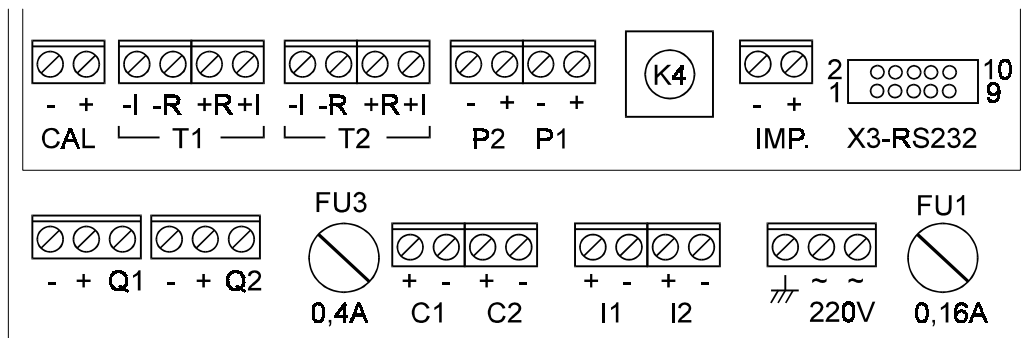 K4
2 10
1 9
- + -I -R +R +I -I -R +R +I - + - + - +
CAL T1 T2 P2 P1 IMP. X3-RS232
FU3 FU1
- + Q1 - + Q2 + - + - + - + - ~ ~
0,4A C1 C2 I1 I2 220V 0,16A